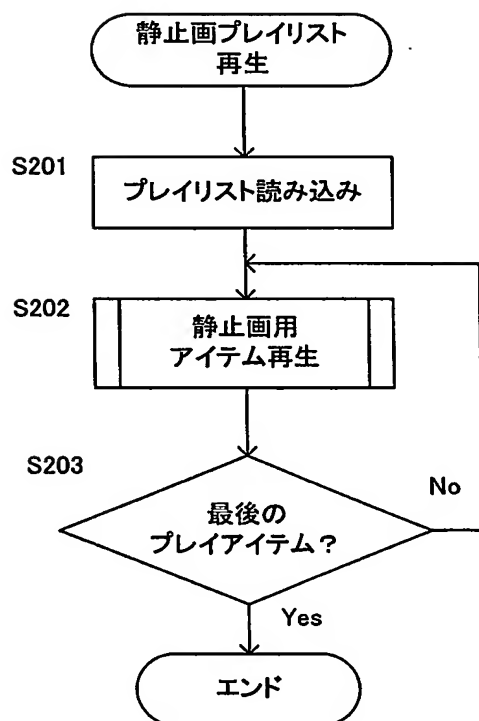 静止画プレイリスト
再生
S201
プレイリスト読み込み
S202
静止画用
アイテム再生
S203
最後の
プレイアイテム?
No
Yes
エンド